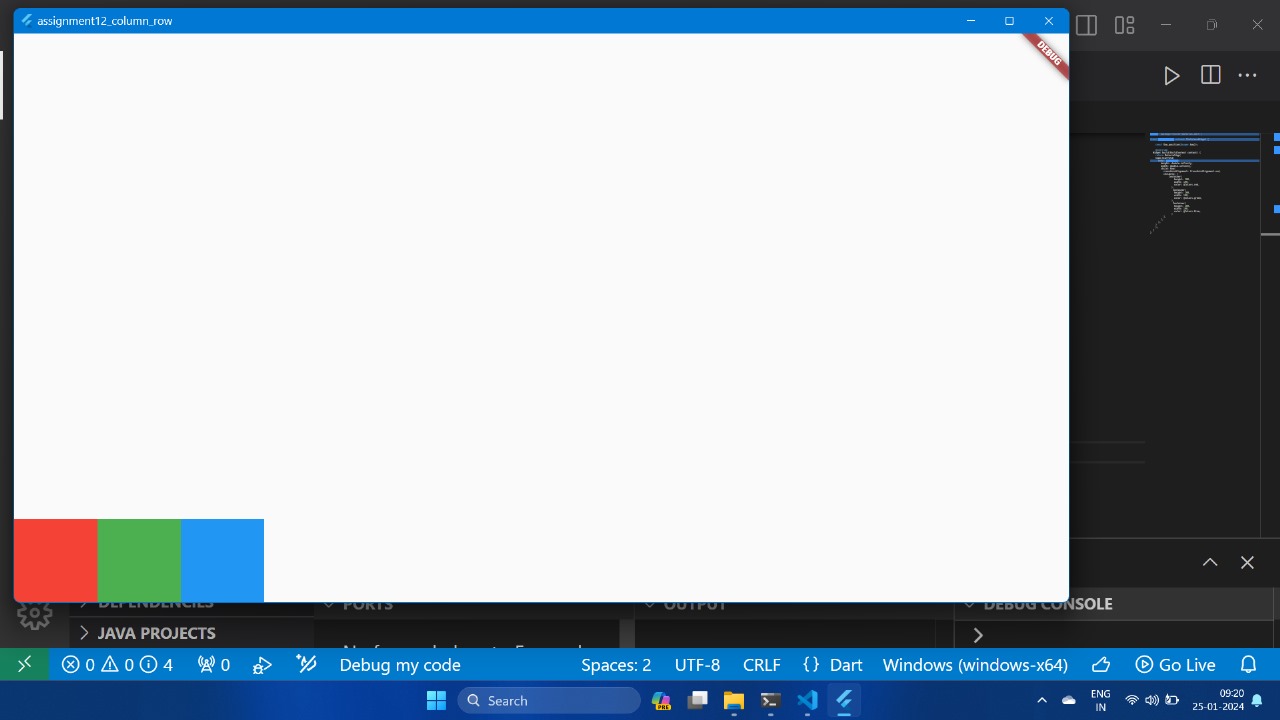 assignment12_column_row
DEBUG
DEPENDENCIES
PORTS
OUTPUT
DEBUG CONSOLE
JAVA PROJECTS
0 0 4
0
Debug my code
Spaces: 2
UTF-8
CRLF
{ } Dart
Windows (windows-x64)
Go Live
Search
PRE
ENG
IN
09:20
25-01-2024